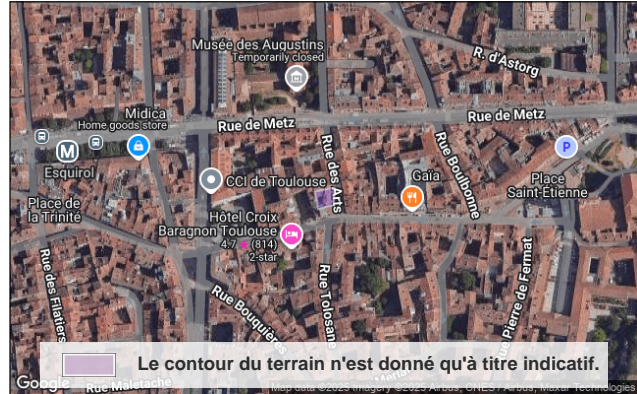 Musée des Augustins
Temporarily closed
R. d'Astorg
Midica
Home goods store
Rue de Metz
Rue de Metz
M
Esquirol
Rue des Arts
Rue Boulbonne
P
CCI de Toulouse
Gaïa
Place
Saint-Étienne
Place de
la Trinité
Hôtel Croix
Baragnon Toulouse
4.7 (814)
2-star
Rue des Filatiers
Rue Bouquières
Rue Tolosane
Rue Pierre de Fermat
Le contour du terrain n'est donné qu'à titre indicatif.
Google
Rue Maletache
Map data ©2025 Imagery ©2025 Airbus, CNES / Airbus, Maxar Technologies